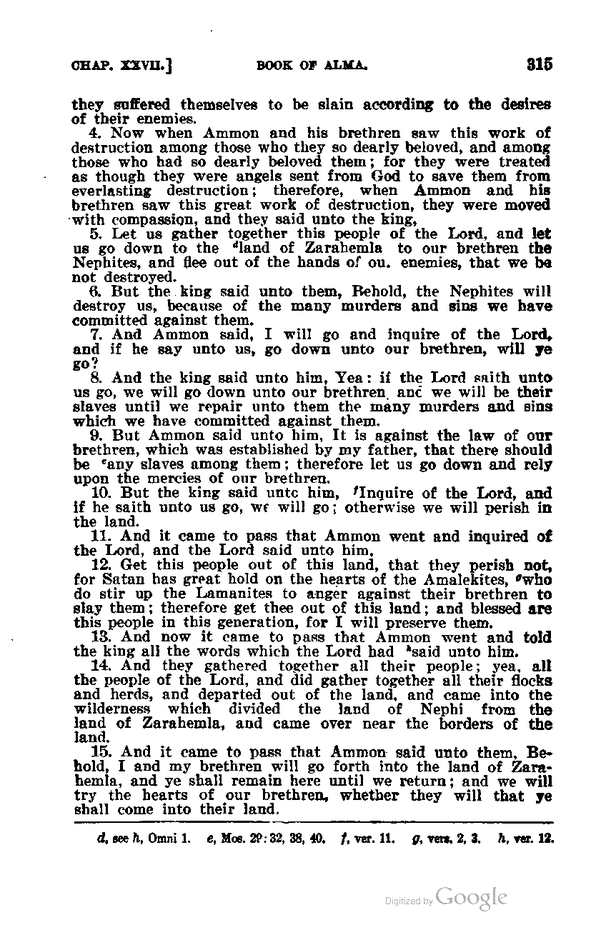 CHAP. XXVII.] BOOK OF ALMA. 315
they suffered themselves to be slain according to the desires
of their enemies.
4. Now when Ammon and his brethren saw this work of
destruction among those who they so dearly beloved, and among
those who had so dearly beloved them; for they were treated
as though they were angels sent from God to save them from
everlasting destruction; therefore, when Ammon and his
brethren saw this great work of destruction, they were moved
with compassion, and they said unto the king,
5. Let us gather together this people of the Lord, and let
us go down to the dland of Zarahemla to our brethren the
Nephites, and flee out of the hands of ou. enemies, that we be
not destroyed.
6. But the king said unto them, Behold, the Nephites will
destroy us, because of the many murders and sins we have
committed against them.
7. And Ammon said, I will go and inquire of the Lord,
and if he say unto us, go down unto our brethren, will ye
go?
8. And the king said unto him, Yea: if the Lord saith unto
us go, we will go down unto our brethren, and we will be their
slaves until we repair unto them the many murders and sins
which we have committed against them.
9. But Ammon said unto him, It is against the law of our
brethren, which was established by my father, that there should
be eany slaves among them; therefore let us go down and rely
upon the mercies of our brethren.
10. But the king said unto him, fInquire of the Lord, and
if he saith unto us go, we will go; otherwise we will perish in
the land.
11. And it came to pass that Ammon went and inquired of
the Lord, and the Lord said unto him,
12. Get this people out of this land, that they perish not,
for Satan has great hold on the hearts of the Amalekites, gwho
do stir up the Lamanites to anger against their brethren to
slay them; therefore get thee out of this land; and blessed are
this people in this generation, for I will preserve them.
13. And now it came to pass that Ammon went and told
the king all the words which the Lord had hsaid unto him.
14. And they gathered together all their people; yea, all
the people of the Lord, and did gather together all their flocks
and herds, and departed out of the land, and came into the
wilderness which divided the land of Nephi from the
land of Zarahemla, and came over near the borders of the
land.
15. And it came to pass that Ammon said unto them, Be-
hold, I and my brethren will go forth into the land of Zara-
hemla, and ye shall remain here until we return; and we will
try the hearts of our brethren, whether they will that ye
shall come into their land.
d, see h, Omni 1. e, Mos. 29: 32, 38, 40. f, ver. 11. g, vers. 2, 3. h, ver. 12.
Digitized by Google